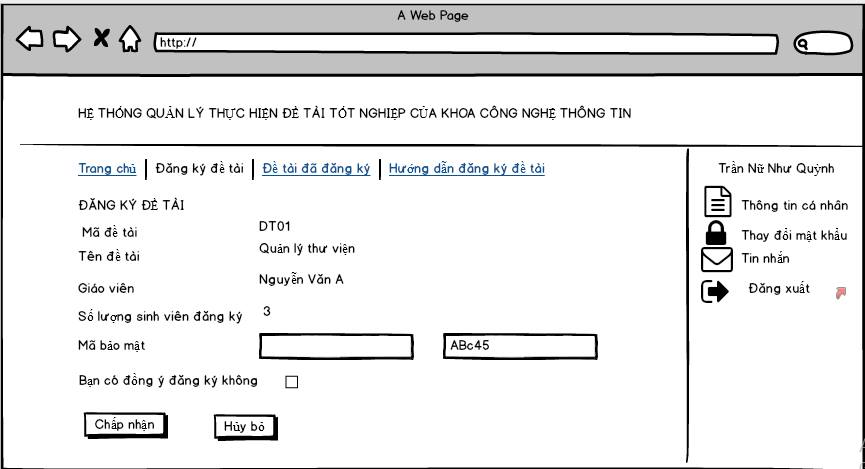 A Web Page
http://
HỆ THỐNG QUẢN LÝ THỰC HIỆN ĐỀ TÀI TỐT NGHIỆP CỦA KHOA CÔNG NGHỆ THÔNG TIN
Trang chủ | Đăng ký đề tài | Đề tài đã đăng ký | Hướng dẫn đăng ký đề tài
ĐĂNG KÝ ĐỀ TÀI
Mã đề tài DT01
Tên đề tài Quản lý thư viện
Giáo viên Nguyễn Văn A
Số lượng sinh viên đăng ký 3
Mã bảo mật ABc45
Bạn có đồng ý đăng ký không
Chấp nhận Hủy bỏ
Trần Nữ Như Quỳnh
Thông tin cá nhân
Thay đổi mật khẩu
Tin nhắn
Đăng xuất